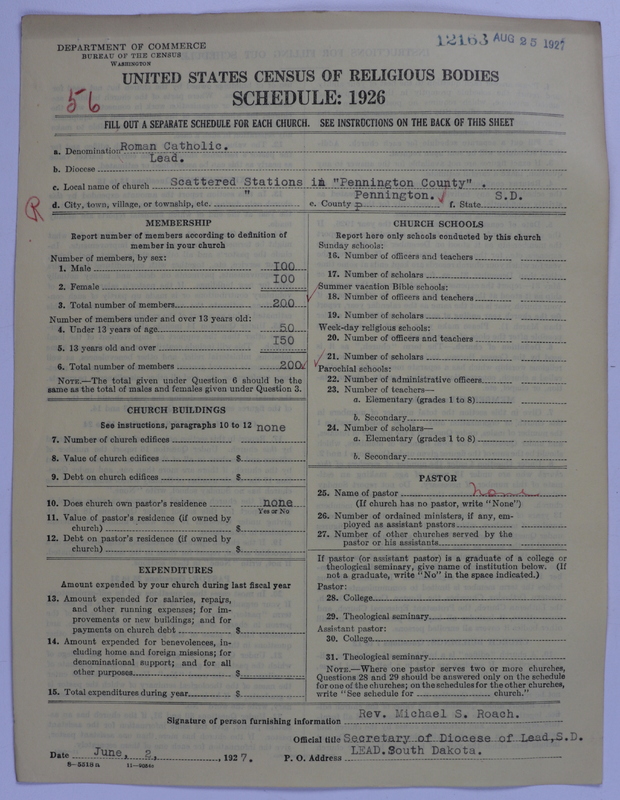 12163 AUG 25 1927
DEPARTMENT OF COMMERCE
BUREAU OF THE CENSUS
WASHINGTON
UNITED STATES CENSUS OF RELIGIOUS BODIES
SCHEDULE: 1926
56
FILL OUT A SEPARATE SCHEDULE FOR EACH CHURCH. SEE INSTRUCTIONS ON THE BACK OF THIS SHEET
a. Denomination Roman Catholic.
b. Diocese Lead.
c. Local name of church Scattered Stations in "Pennington County" .
R
d. City, town, village, or township, etc. " e. County Pennington. f. State S.D.
MEMBERSHIP
Report number of members according to definition of member in your church
Number of members, by sex:
1. Male 100
2. Female 100
3. Total number of members 200
Number of members under and over 13 years old:
4. Under 13 years of age 50
5. 13 years old and over 150
6. Total number of members 200
NOTE.—The total given under Question 6 should be the
same as the total of males and females given under Question 3.
CHURCH BUILDINGS
See instructions, paragraphs 10 to 12 none
7. Number of church edifices
8. Value of church edifices $
9. Debt on church edifices $
10. Does church own pastor's residence none
Yes or No
11. Value of pastor's residence (if owned by
church) $
12. Debt on pastor's residence (if owned by
church) $
EXPENDITURES
Amount expended by your church during last fiscal year
13. Amount expended for salaries, repairs,
and other running expenses; for im-
provements or new buildings; and for
payments on church debt $
14. Amount expended for benevolences, in-
cluding home and foreign missions; for
denominational support; and for all
other purposes $
15. Total expenditures during year $
CHURCH SCHOOLS
Report here only schools conducted by this church
Sunday schools:
16. Number of officers and teachers
17. Number of scholars
Summer vacation Bible schools:
18. Number of officers and teachers
19. Number of scholars
Week-day religious schools:
20. Number of officers and teachers
21. Number of scholars
Parochial schools:
22. Number of administrative officers
23. Number of teachers—
a. Elementary (grades 1 to 8)
b. Secondary
24. Number of scholars—
a. Elementary (grades 1 to 8)
b. Secondary
PASTOR
25. Name of pastor none
(If church has no pastor, write "None")
26. Number of ordained ministers, if any, em-
ployed as assistant pastors
27. Number of other churches served by the
pastor or his assistants
If pastor (or assistant pastor) is a graduate of a college or
theological seminary, give name of institution below. (If
not a graduate, write "No" in the space indicated.)
Pastor:
28. College
29. Theological seminary
Assistant pastor:
30. College
31. Theological seminary
NOTE.—Where one pastor serves two or more churches,
Questions 28 and 29 should be answered only on the schedule
for one of the churches; on the schedules for the other churches,
write "See schedule for church."
Signature of person furnishing information Rev. Michael S. Roach.
Official title Secretary of Diocese of Lead, S.D.
Date June, 2, 1927. P. O. Address LEAD. South Dakota.